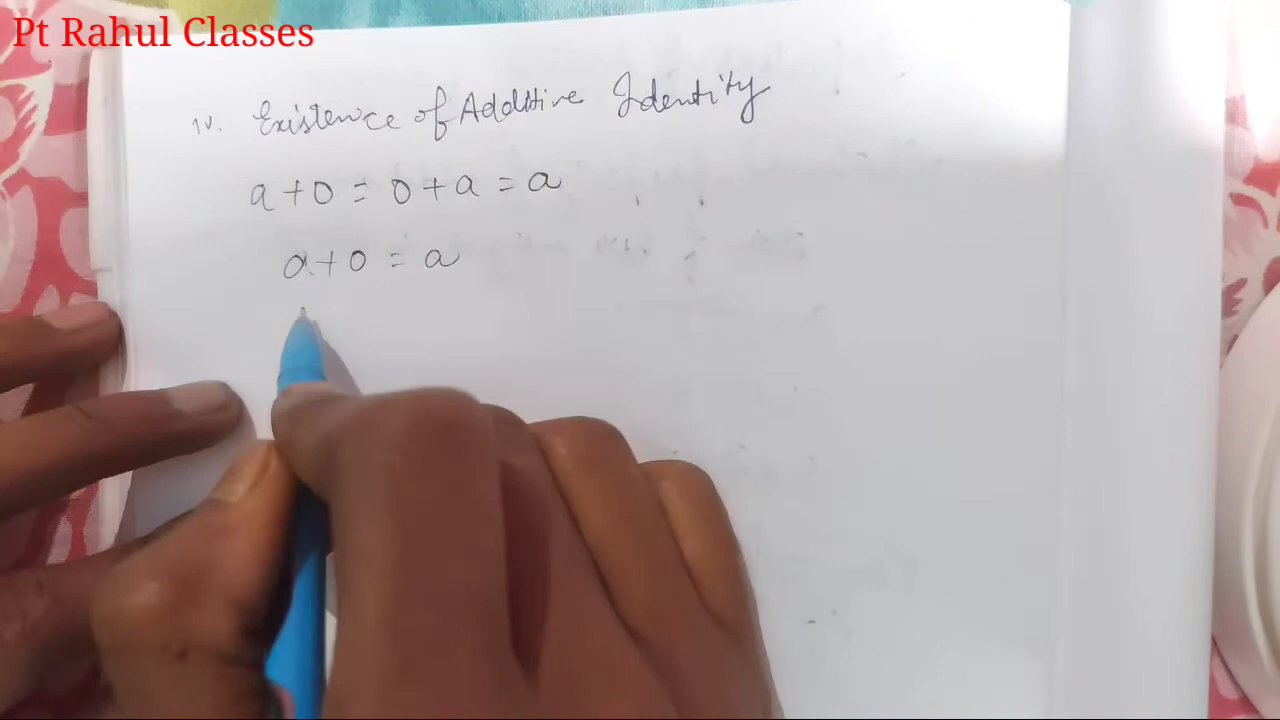 Pt Rahul Classes
IV. Existence of Additive Identity
a + 0 = 0 + a = a
a + 0 = a